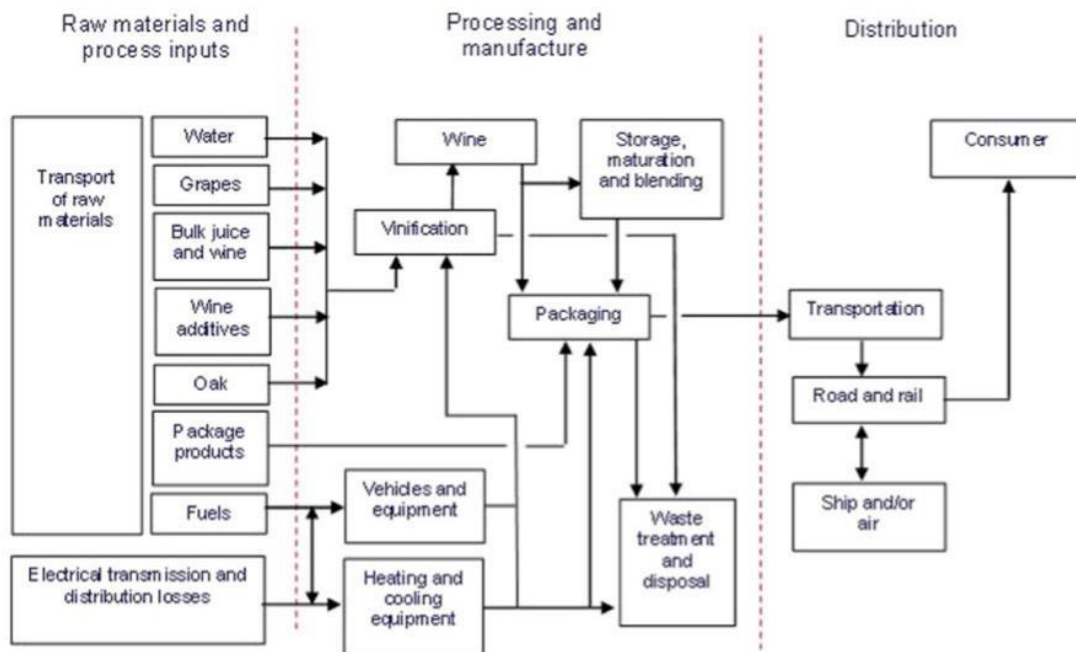 Raw materials and
process inputs
Processing and
manufacture
Distribution
Transport
of raw
materials
Water
Grapes
Bulk juice
and wine
Wine
additives
Oak
Package
products
Fuels
Electrical transmission and
distribution losses
Wine
Storage,
maturation
and blending
Vinification
Packaging
Vehicles and
equipment
Heating and
cooling
equipment
Waste
treatment
and
disposal
Consumer
Transportation
Road and rail
Ship and/or
air